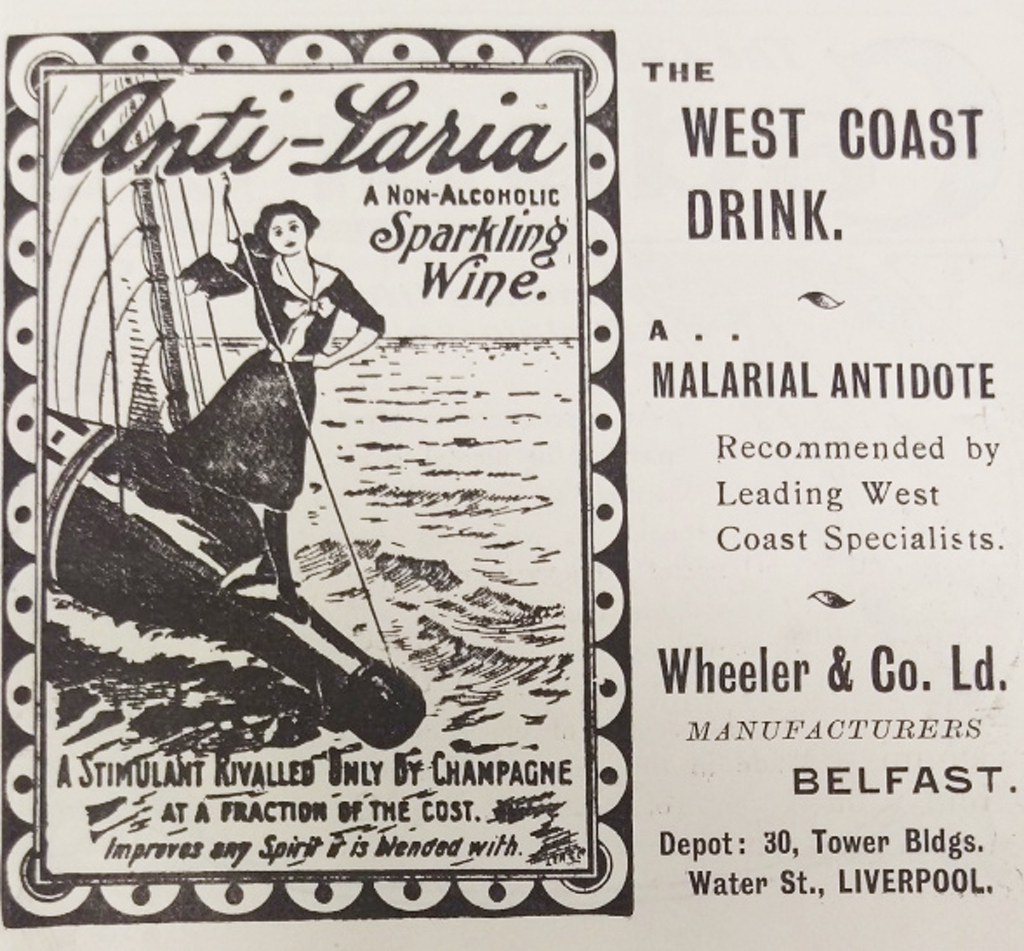 Anti-Laria
A NON-ALCOHOLIC
Sparkling
Wine.
A STIMULANT RIVALLED ONLY BY CHAMPAGNE
AT A FRACTION OF THE COST.
Improves any Spirit it is blended with.
THE
WEST COAST
DRINK.
A . .
MALARIAL ANTIDOTE
Recommended by
Leading West
Coast Specialists.
Wheeler & Co. Ld.
MANUFACTURERS
BELFAST.
Depot: 30, Tower Bldgs.
Water St., LIVERPOOL.